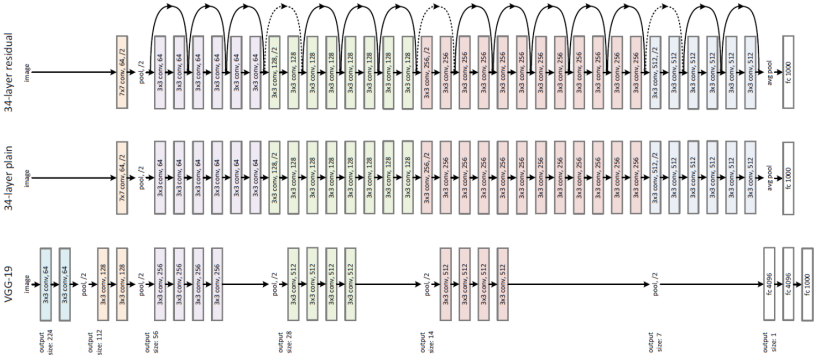 34-layer residual
image
7x7 conv, 64, /2
pool, /2
3x3 conv, 64
3x3 conv, 64
3x3 conv, 64
3x3 conv, 64
3x3 conv, 64
3x3 conv, 64
3x3 conv, 128, /2
3x3 conv, 128
3x3 conv, 128
3x3 conv, 128
3x3 conv, 128
3x3 conv, 128
3x3 conv, 128
3x3 conv, 128
3x3 conv, 256, /2
3x3 conv, 256
3x3 conv, 256
3x3 conv, 256
3x3 conv, 256
3x3 conv, 256
3x3 conv, 256
3x3 conv, 256
3x3 conv, 256
3x3 conv, 256
3x3 conv, 256
3x3 conv, 256
3x3 conv, 512, /2
3x3 conv, 512
3x3 conv, 512
3x3 conv, 512
3x3 conv, 512
3x3 conv, 512
avg pool
fc 1000
34-layer plain
image
7x7 conv, 64, /2
pool, /2
3x3 conv, 64
3x3 conv, 64
3x3 conv, 64
3x3 conv, 64
3x3 conv, 64
3x3 conv, 64
3x3 conv, 128, /2
3x3 conv, 128
3x3 conv, 128
3x3 conv, 128
3x3 conv, 128
3x3 conv, 128
3x3 conv, 128
3x3 conv, 128
3x3 conv, 256, /2
3x3 conv, 256
3x3 conv, 256
3x3 conv, 256
3x3 conv, 256
3x3 conv, 256
3x3 conv, 256
3x3 conv, 256
3x3 conv, 256
3x3 conv, 256
3x3 conv, 256
3x3 conv, 256
3x3 conv, 512, /2
3x3 conv, 512
3x3 conv, 512
3x3 conv, 512
3x3 conv, 512
3x3 conv, 512
avg pool
fc 1000
VGG-19
image
3x3 conv, 64
3x3 conv, 64
pool, /2
3x3 conv, 128
3x3 conv, 128
pool, /2
3x3 conv, 256
3x3 conv, 256
3x3 conv, 256
3x3 conv, 256
pool, /2
3x3 conv, 512
3x3 conv, 512
3x3 conv, 512
3x3 conv, 512
pool, /2
3x3 conv, 512
3x3 conv, 512
3x3 conv, 512
3x3 conv, 512
pool, /2
fc 4096
fc 4096
fc 1000
output
size: 224
output
size: 112
output
size: 56
output
size: 28
output
size: 14
output
size: 7
output
size: 1